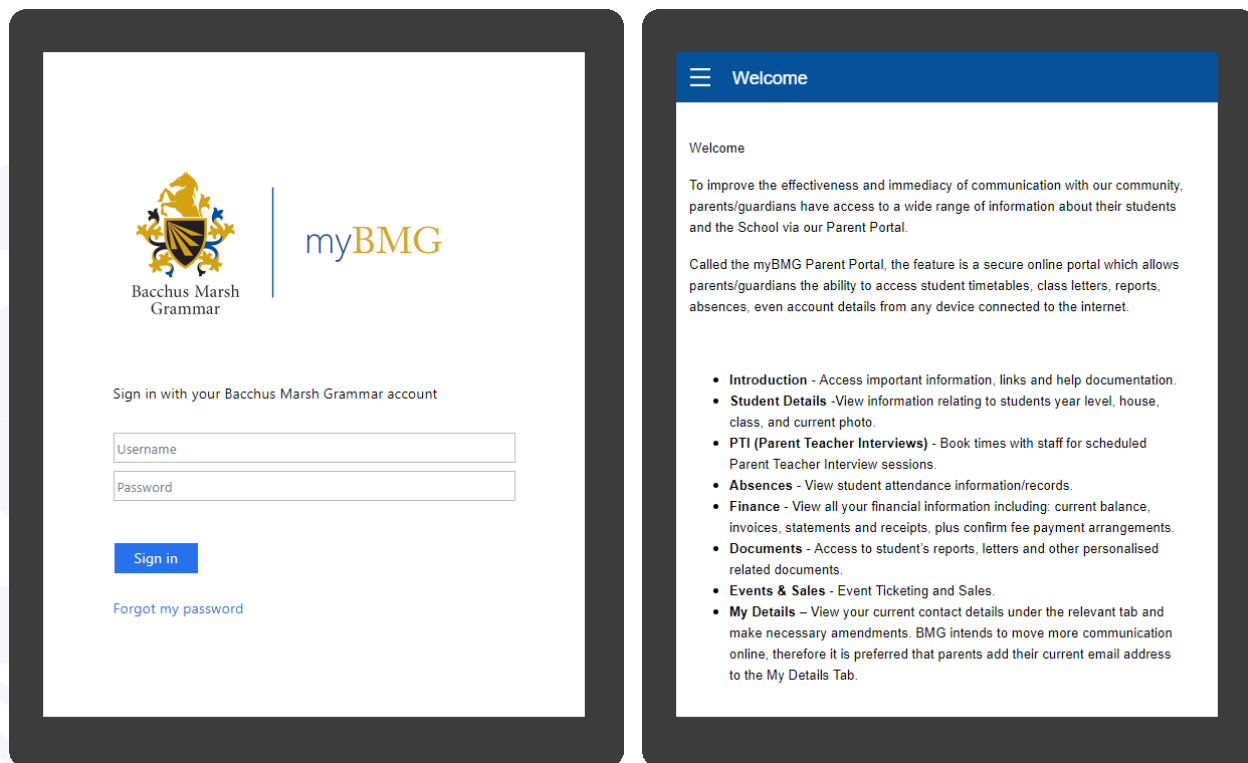 Bacchus Marsh
Grammar
myBMG
Sign in with your Bacchus Marsh Grammar account
Username
Password
Sign in
Forgot my password
Welcome
Welcome
To improve the effectiveness and immediacy of communication with our community,
parents/guardians have access to a wide range of information about their students
and the School via our Parent Portal.
Called the myBMG Parent Portal, the feature is a secure online portal which allows
parents/guardians the ability to access student timetables, class letters, reports,
absences, even account details from any device connected to the internet.
• Introduction - Access important information, links and help documentation.
• Student Details -View information relating to students year level, house,
class, and current photo.
• PTI (Parent Teacher Interviews) - Book times with staff for scheduled
Parent Teacher Interview sessions.
• Absences - View student attendance information/records.
• Finance - View all your financial information including: current balance,
invoices, statements and receipts, plus confirm fee payment arrangements.
• Documents - Access to student's reports, letters and other personalised
related documents.
• Events & Sales - Event Ticketing and Sales.
• My Details – View your current contact details under the relevant tab and
make necessary amendments. BMG intends to move more communication
online, therefore it is preferred that parents add their current email address
to the My Details Tab.